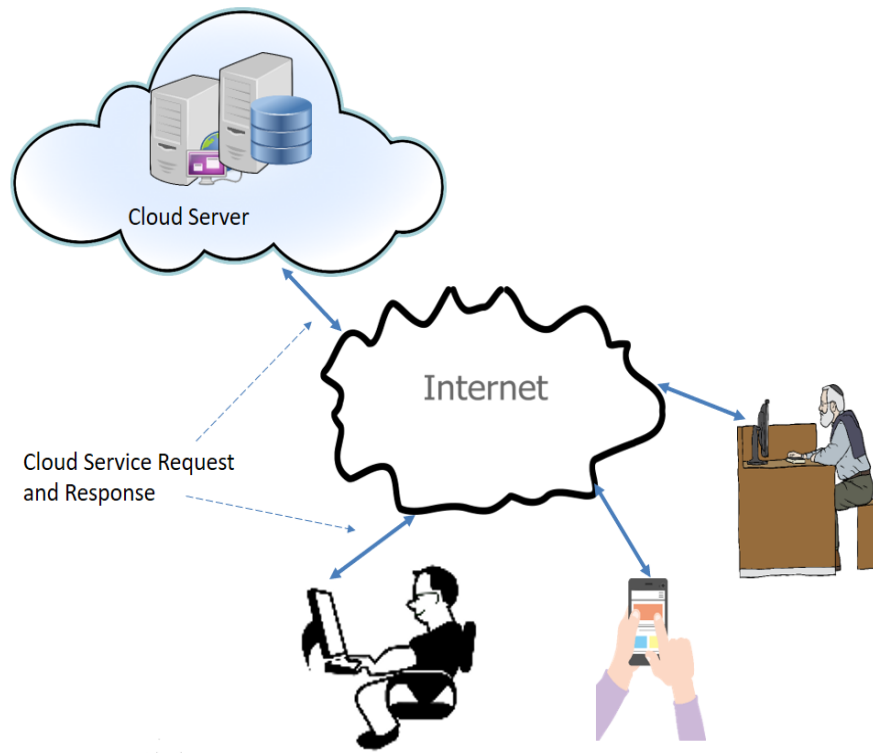 Cloud Server
Internet
Cloud Service Request
and Response